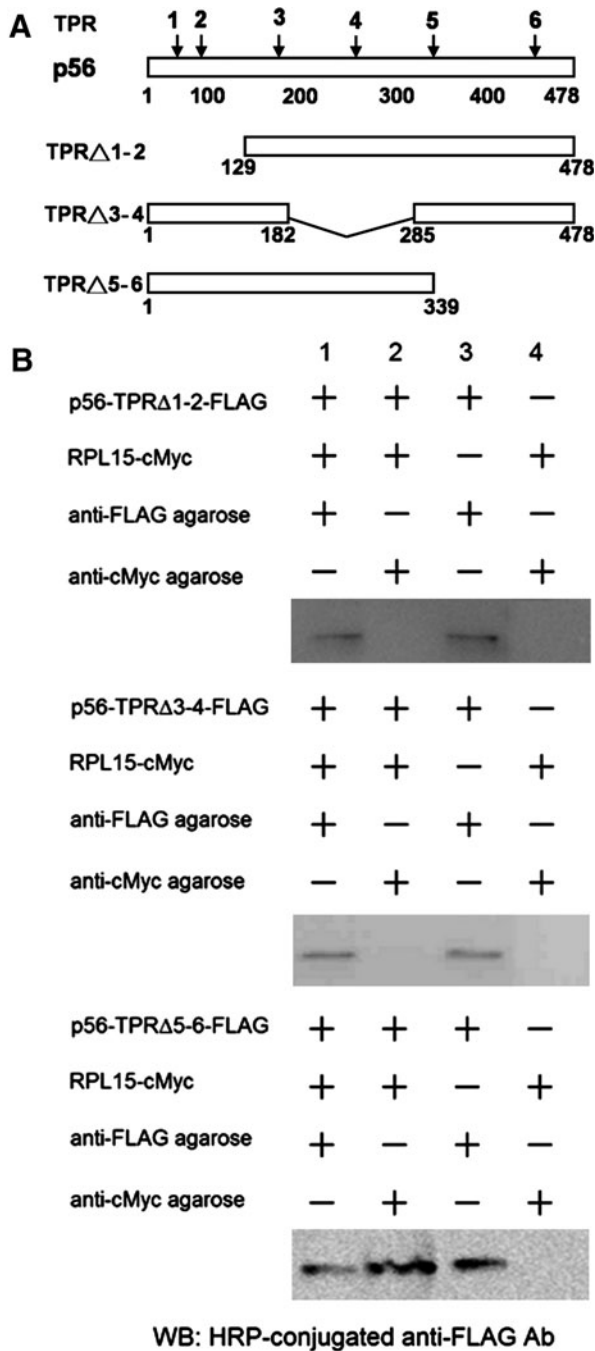 A
TPR 1 2 3 4 5 6
p56
1 100 200 300 400 478
TPR△1-2
129 478
TPR△3-4
1 182 285 478
TPR△5-6
1 339
B
1 2 3 4
p56-TPRΔ1-2-FLAG + + + −
RPL15-cMyc + + − +
anti-FLAG agarose + − + −
anti-cMyc agarose − + − +
p56-TPRΔ3-4-FLAG + + + −
RPL15-cMyc + + − +
anti-FLAG agarose + − + −
anti-cMyc agarose − + − +
p56-TPRΔ5-6-FLAG + + + −
RPL15-cMyc + + − +
anti-FLAG agarose + − + −
anti-cMyc agarose − + − +
WB: HRP-conjugated anti-FLAG Ab